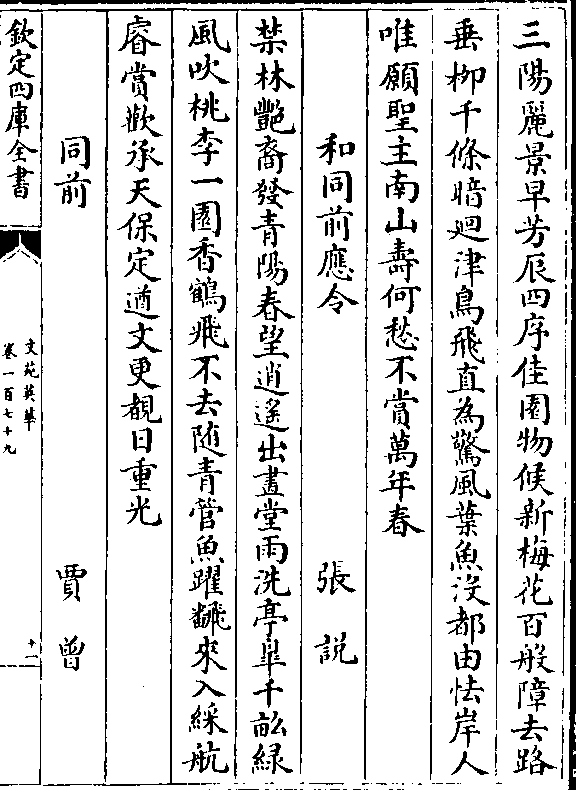 三陽麗景早芳辰四序佳園物候新梅花百般障去路
垂柳千條暗廻津鳥飛直為驚風葉魚沒都由怯岸人
唯願聖主南山壽何愁不賞萬年春
和同前應令　張説
禁林艷裔發青陽春望逍遙出畫堂雨洗亭臯千畝綠
風吹桃李一園香鶴飛不去隨青管魚躍翻來入綵航
睿賞歡承天保定遒文更覩日重光
同前　賈曾
欽定四庫全書
文苑英華
卷一百七十九
十一